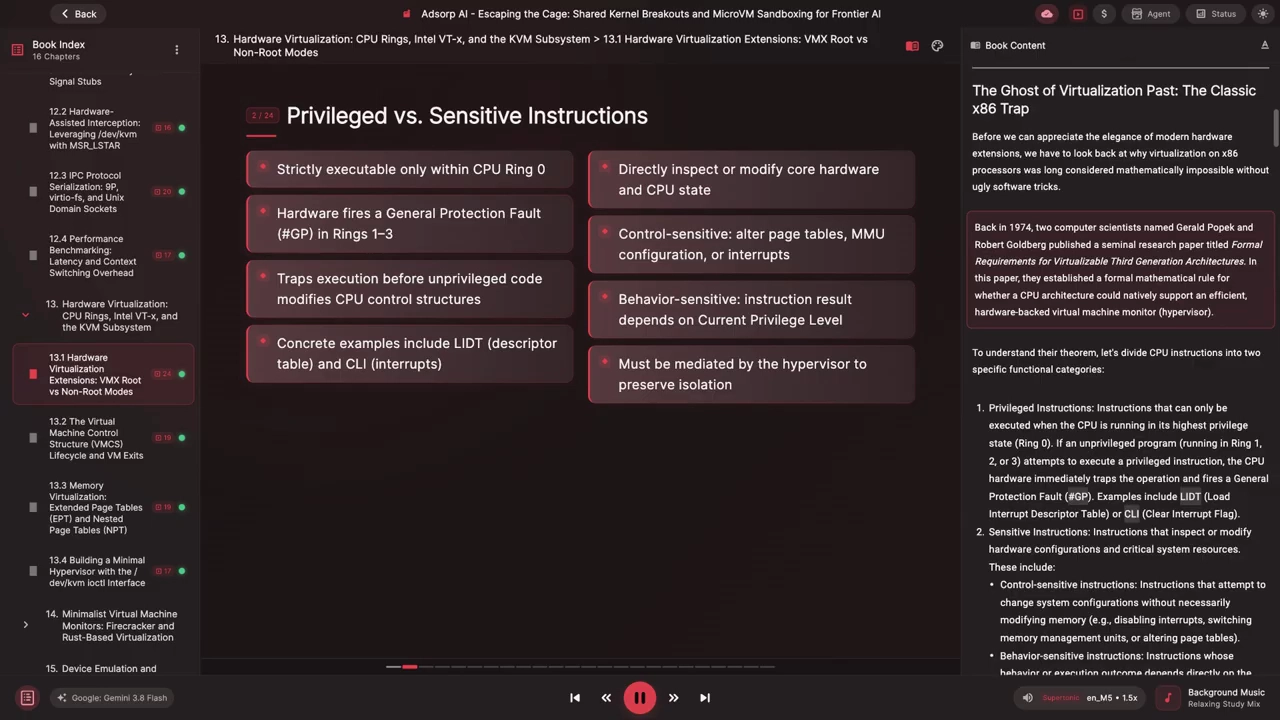 Back
Adsorp AI - Escaping the Cage: Shared Kernel Breakouts and MicroVM Sandboxing for Frontier AI
$
Agent
Status
Book Index
16 Chapters
Signal Stubs
12.2 Hardware-
Assisted Interception:
Leveraging /dev/kvm
with MSR_LSTAR
16
12.3 IPC Protocol
Serialization: 9P,
virtio-fs, and Unix
Domain Sockets
20
12.4 Performance
Benchmarking:
Latency and Context
Switching Overhead
17
13. Hardware Virtualization:
CPU Rings, Intel VT-x, and
the KVM Subsystem
13.1 Hardware
Virtualization
Extensions: VMX Root
vs Non-Root Modes
24
13.2 The Virtual
Machine Control
Structure (VMCS)
Lifecycle and VM Exits
19
13.3 Memory
Virtualization:
Extended Page Tables
(EPT) and Nested
Page Tables (NPT)
19
13.4 Building a Minimal
Hypervisor with the /
dev/kvm ioctl Interface
17
14. Minimalist Virtual Machine
Monitors: Firecracker and
Rust-Based Virtualization
15. Device Emulation and
13. Hardware Virtualization: CPU Rings, Intel VT-x, and the KVM Subsystem > 13.1 Hardware Virtualization Extensions: VMX Root vs
Non-Root Modes
2 / 24
Privileged vs. Sensitive Instructions
Strictly executable only within CPU Ring 0
Hardware fires a General Protection Fault
(#GP) in Rings 1–3
Traps execution before unprivileged code
modifies CPU control structures
Concrete examples include LIDT (descriptor
table) and CLI (interrupts)
Directly inspect or modify core hardware
and CPU state
Control-sensitive: alter page tables, MMU
configuration, or interrupts
Behavior-sensitive: instruction result
depends on Current Privilege Level
Must be mediated by the hypervisor to
preserve isolation
Book Content
The Ghost of Virtualization Past: The Classic
x86 Trap
Before we can appreciate the elegance of modern hardware
extensions, we have to look back at why virtualization on x86
processors was long considered mathematically impossible without
ugly software tricks.
Back in 1974, two computer scientists named Gerald Popek and
Robert Goldberg published a seminal research paper titled Formal
Requirements for Virtualizable Third Generation Architectures. In
this paper, they established a formal mathematical rule for
whether a CPU architecture could natively support an efficient,
hardware-backed virtual machine monitor (hypervisor).
To understand their theorem, let's divide CPU instructions into two
specific functional categories:
1. Privileged Instructions: Instructions that can only be
executed when the CPU is running in its highest privilege
state (Ring 0). If an unprivileged program (running in Ring 1,
2, or 3) attempts to execute a privileged instruction, the CPU
hardware immediately traps the operation and fires a General
Protection Fault (#GP). Examples include LIDT (Load
Interrupt Descriptor Table) or CLI (Clear Interrupt Flag).
2. Sensitive Instructions: Instructions that inspect or modify
hardware configurations and critical system resources.
These include:
• Control-sensitive instructions: Instructions that attempt to
change system configurations without necessarily
modifying memory (e.g., disabling interrupts, switching
memory management units, or altering page tables).
• Behavior-sensitive instructions: Instructions whose
behavior or execution outcome depends directly on the
Google: Gemini 3.8 Flash
Supertonic en_M5 • 1.5x
Background Music
Relaxing Study Mix